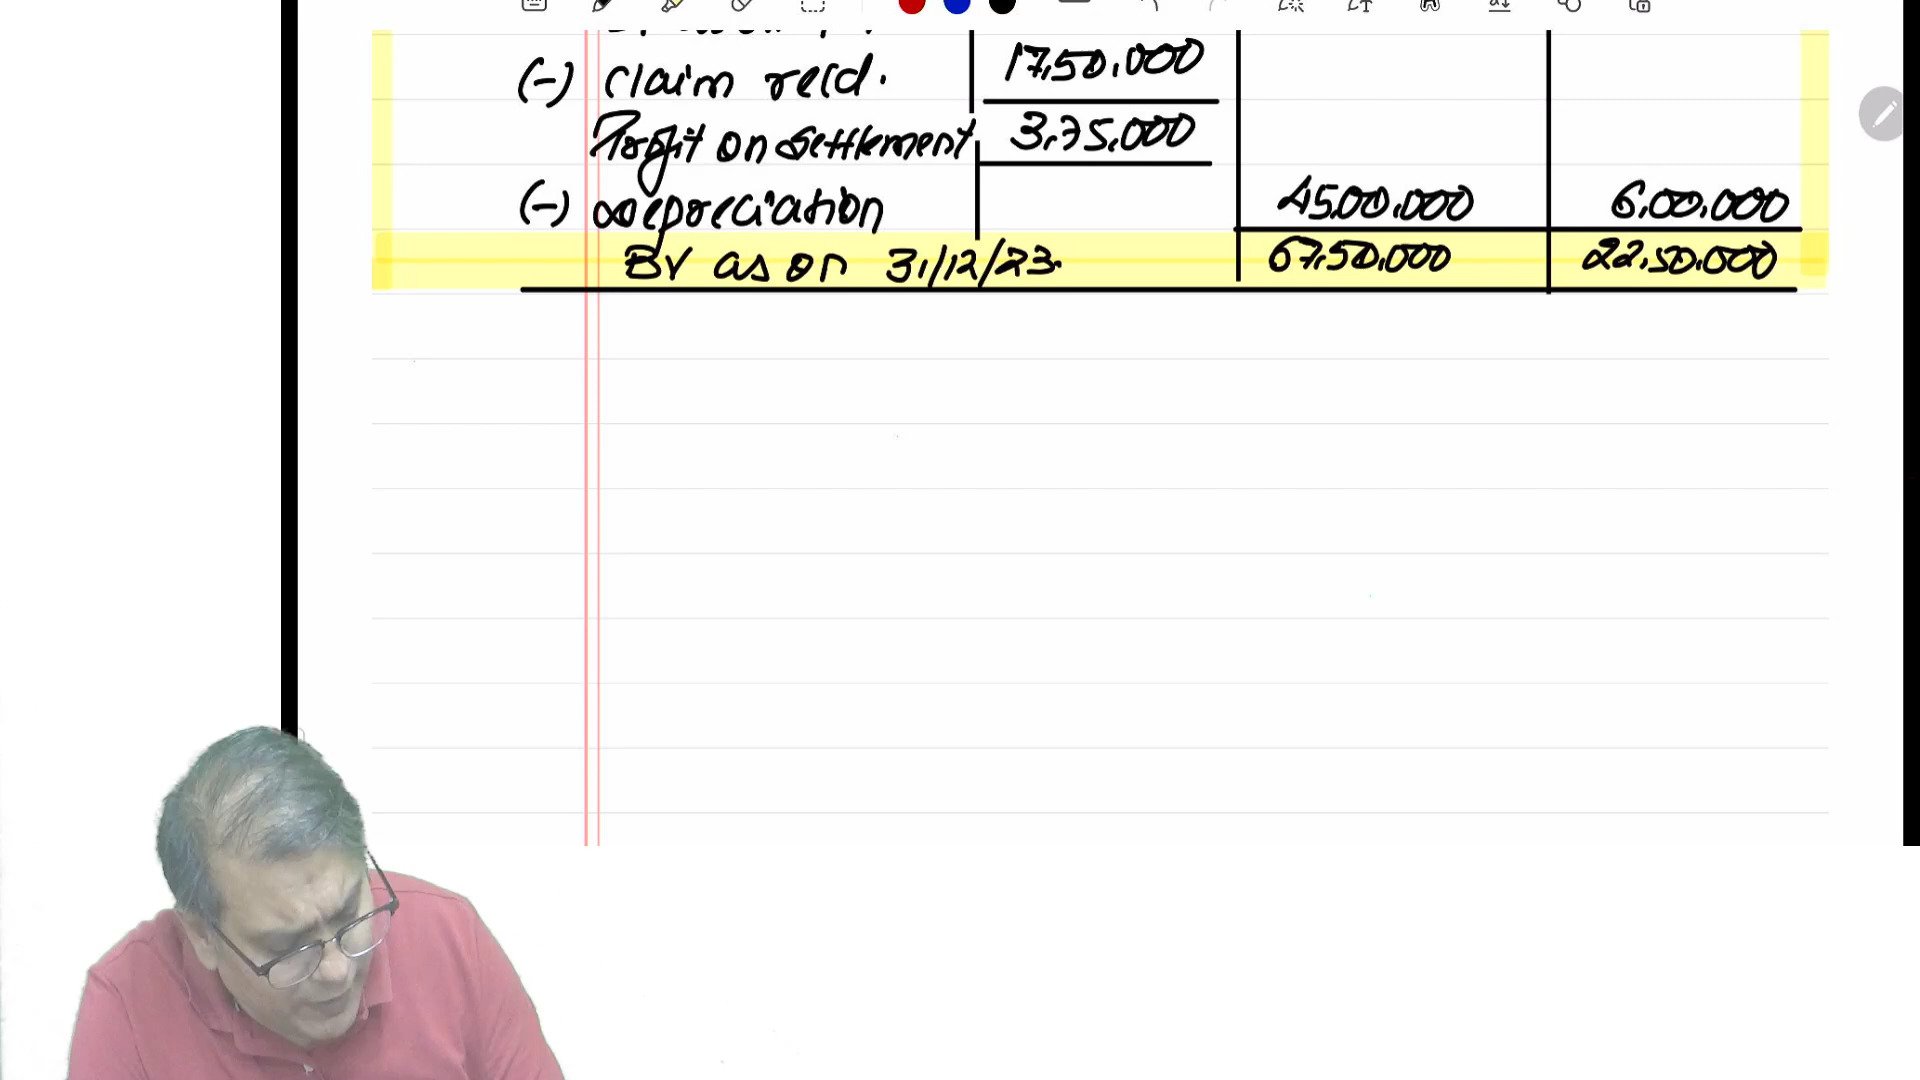 (-) Claim recd. 17,50,000
Profit on settlement 3,75,000
(-) Depreciation 45,00,000 6,00,000
BV as on 31/12/23. 67,50,000 22,50,000